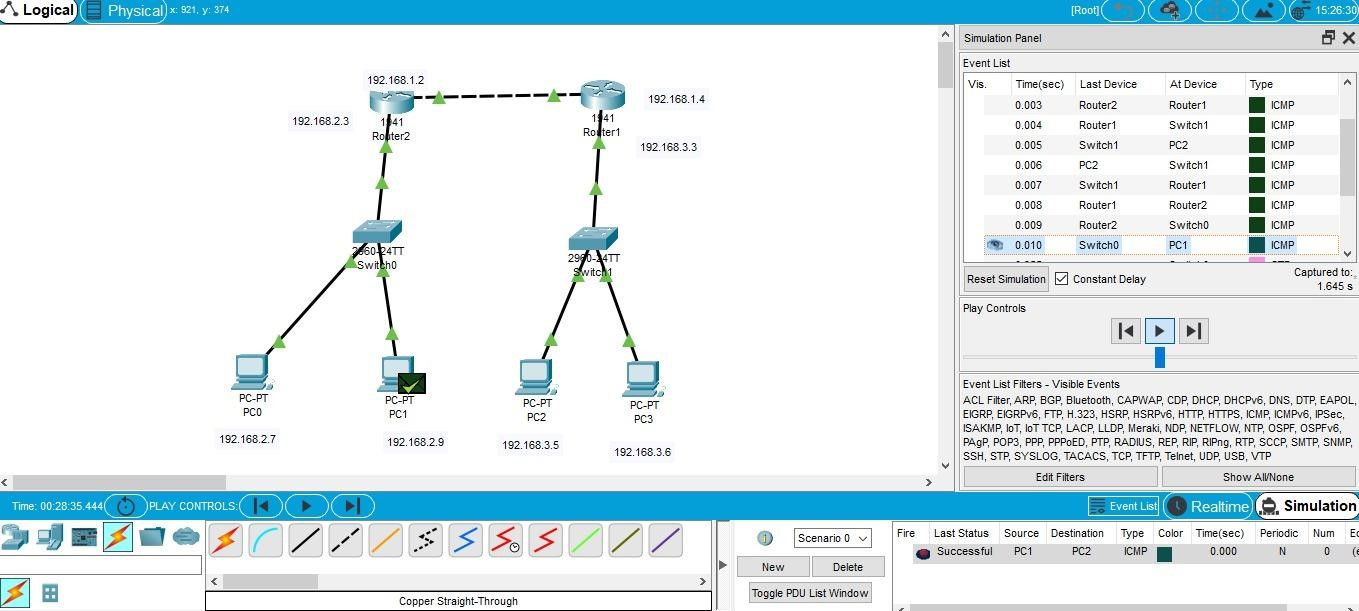 Logical
Physical
x: 921, y: 374
[Root]
15:26:30
192.168.1.2
1941
Router2
192.168.2.3
1941
Router1
192.168.1.4
192.168.3.3
2960-24TT
Switch0
2960-24TT
Switch1
PC-PT
PC0
PC-PT
PC1
PC-PT
PC2
PC-PT
PC3
192.168.2.7
192.168.2.9
192.168.3.5
192.168.3.6
Simulation Panel
Event List
Vis. Time(sec) Last Device At Device Type
0.003 Router2 Router1 ICMP
0.004 Router1 Switch1 ICMP
0.005 Switch1 PC2 ICMP
0.006 PC2 Switch1 ICMP
0.007 Switch1 Router1 ICMP
0.008 Router1 Router2 ICMP
0.009 Router2 Switch0 ICMP
0.010 Switch0 PC1 ICMP
Reset Simulation
Constant Delay
Captured to:
1.645 s
Play Controls
Event List Filters - Visible Events
ACL Filter, ARP, BGP, Bluetooth, CAPWAP, CDP, DHCP, DHCPv6, DNS, DTP, EAPOL,
EIGRP, EIGRPv6, FTP, H.323, HSRP, HSRPv6, HTTP, HTTPS, ICMP, ICMPv6, IPSec,
ISAKMP, IoT, IoT TCP, LACP, LLDP, Meraki, NDP, NETFLOW, NTP, OSPF, OSPFv6,
PAgP, POP3, PPP, PPPoED, PTP, RADIUS, REP, RIP, RIPng, RTP, SCCP, SMTP, SNMP,
SSH, STP, SYSLOG, TACACS, TCP, TFTP, Telnet, UDP, USB, VTP
Edit Filters
Show All/None
Time: 00:28:35.444
PLAY CONTROLS:
Event List
Realtime
Simulation
Copper Straight-Through
Scenario 0
New
Delete
Toggle PDU List Window
Fire Last Status Source Destination Type Color Time(sec) Periodic Num
Successful PC1 PC2 ICMP 0.000 N 0